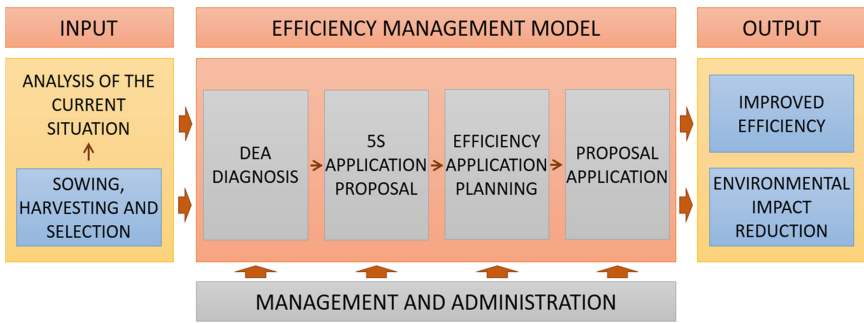 INPUT
EFFICIENCY MANAGEMENT MODEL
OUTPUT
ANALYSIS OF THE
CURRENT
SITUATION
SOWING,
HARVESTING AND
SELECTION
DEA
DIAGNOSIS
5S
APPLICATION
PROPOSAL
EFFICIENCY
APPLICATION
PLANNING
PROPOSAL
APPLICATION
IMPROVED
EFFICIENCY
ENVIRONMENTAL
IMPACT
REDUCTION
MANAGEMENT AND ADMINISTRATION